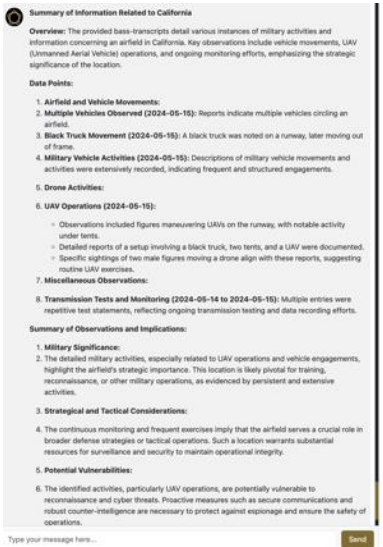 Summary of Information Related to California
Overview: The provided bass-transcripts detail various instances of military activities and
information concerning an airfield in California. Key observations include vehicle movements, UAV
(Unmanned Aerial Vehicle) operations, and ongoing monitoring efforts, emphasizing the strategic
significance of the location.
Data Points:
1. Airfield and Vehicle Movements:
2. Multiple Vehicles Observed (2024-05-15): Reports indicate multiple vehicles circling an
airfield.
3. Black Truck Movement (2024-05-15): A black truck was noted on a runway, later moving out
of frame.
4. Military Vehicle Activities (2024-05-15): Descriptions of military vehicle movements and
activities were extensively recorded, indicating frequent and structured engagements.
5. Drone Activities:
6. UAV Operations (2024-05-15):
◦ Observations included figures maneuvering UAVs on the runway, with notable activity
under tents.
◦ Detailed reports of a setup involving a black truck, two tents, and a UAV were documented.
◦ Specific sightings of two male figures moving a drone align with these reports, suggesting
routine UAV exercises.
7. Miscellaneous Observations:
8. Transmission Tests and Monitoring (2024-05-14 to 2024-05-15): Multiple entries were
repetitive test statements, reflecting ongoing transmission testing and data recording efforts.
Summary of Observations and Implications:
1. Military Significance:
2. The detailed military activities, especially related to UAV operations and vehicle engagements,
highlight the airfield's strategic importance. This location is likely pivotal for training,
reconnaissance, or other military operations, as evidenced by persistent and extensive
activities.
3. Strategical and Tactical Considerations:
4. The continuous monitoring and frequent exercises imply that the airfield serves a crucial role in
broader defense strategies or tactical operations. Such a location warrants substantial
resources for surveillance and security to maintain operational integrity.
5. Potential Vulnerabilities:
6. The identified activities, particularly UAV operations, are potentially vulnerable to
reconnaissance and cyber threats. Proactive measures such as secure communications and
robust counter-intelligence are necessary to protect against espionage and ensure the safety of
operations.
Type your message here...
Send